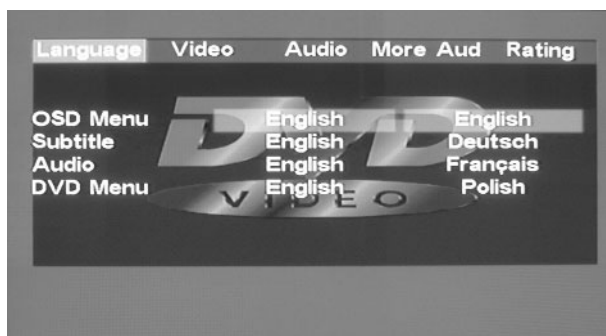 Language Video Audio More Aud Rating
OSD Menu English English
Subtitle English Deutsch
Audio English Français
DVD Menu English Polish
DVD
VIDEO